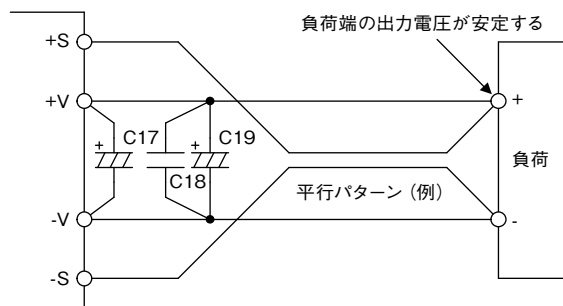 負荷端の出力電圧が安定する
+S
+V
+
+
+
C17
C19
C18
負荷
平行パターン（例）
-V
-
-S